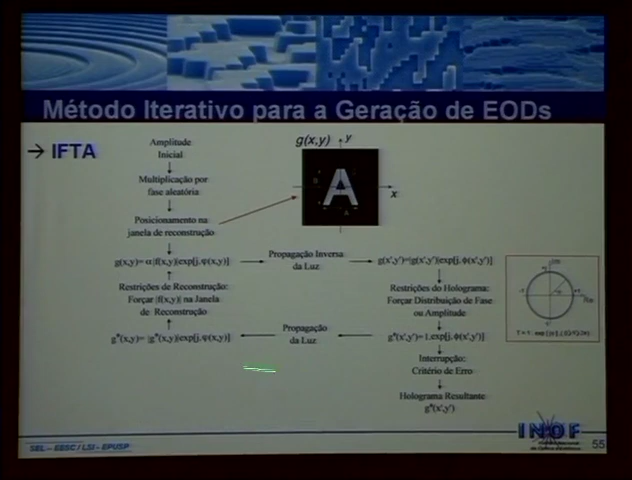 Método Iterativo para a Geração de EODs
→ IFTA
Amplitude
Inicial
Multiplicação por
fase aleatória
Posicionamento na
janela de reconstrução
g(x,y)
y
A
x
g(x,y)= α|f(x,y)|exp[j.φ(x,y)]
Propagação Inversa
da Luz
g(x',y')=|g(x',y')|exp[j.ϕ(x',y')]
Restrições de Reconstrução:
Forçar |f(x,y)| na Janela
de Reconstrução
Restrições do Holograma:
Forçar Distribuição de Fase
ou Amplitude
g*(x,y)= |g*(x,y)|exp[j.ψ(x,y)]
Propagação
da Luz
g*(x',y')=1.exp[j.ϕ(x',y')]
Interrupção:
Critério de Erro
Holograma Resultante
g*(x',y')
SEL – EESC / LSI - EPUSP
INOF
55